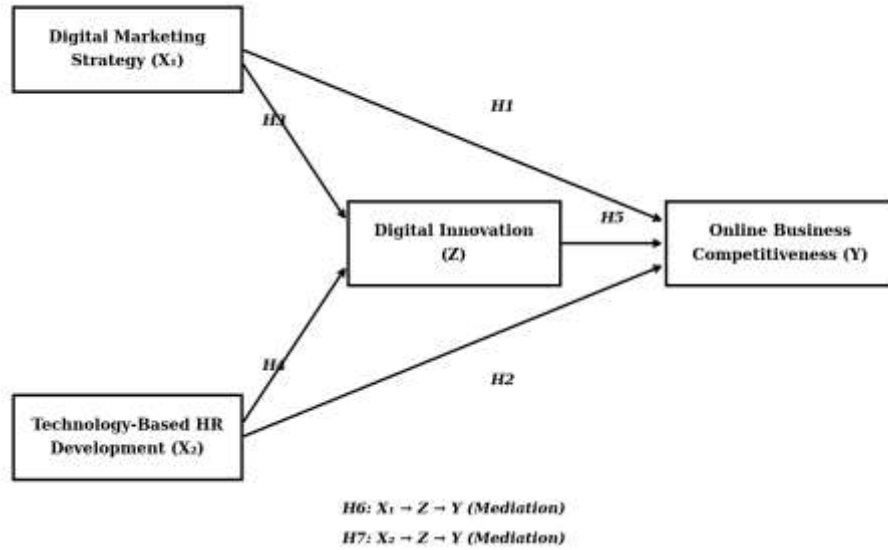 Digital Marketing
Strategy (X₁)
H1
H3
Digital Innovation
(Z)
H5
Online Business
Competitiveness (Y)
H4
H2
Technology-Based HR
Development (X₂)
H6: X₁ → Z → Y (Mediation)
H7: X₂ → Z → Y (Mediation)